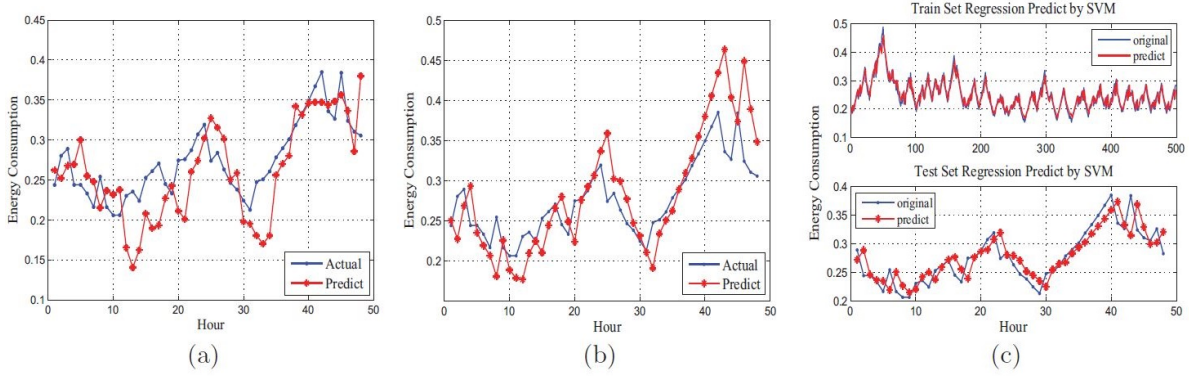 0.45
0.4
0.35
0.3
0.25
0.2
0.15
0.1
0 10 20 30 40 50
Energy Consumption
Hour
Actual
Predict
(a)
0.5
0.45
0.4
0.35
0.3
0.25
0.2
0 10 20 30 40 50
Energy Consumption
Hour
Actual
Predict
(b)
Train Set Regression Predict by SVM
0.5
0.4
0.3
0.2
0.1
0 100 200 300 400 500
original
predict
Energy Consumption
Test Set Regression Predict by SVM
0.4
0.35
0.3
0.25
0.2
0 10 20 30 40 50
original
predict
Hour
(c)